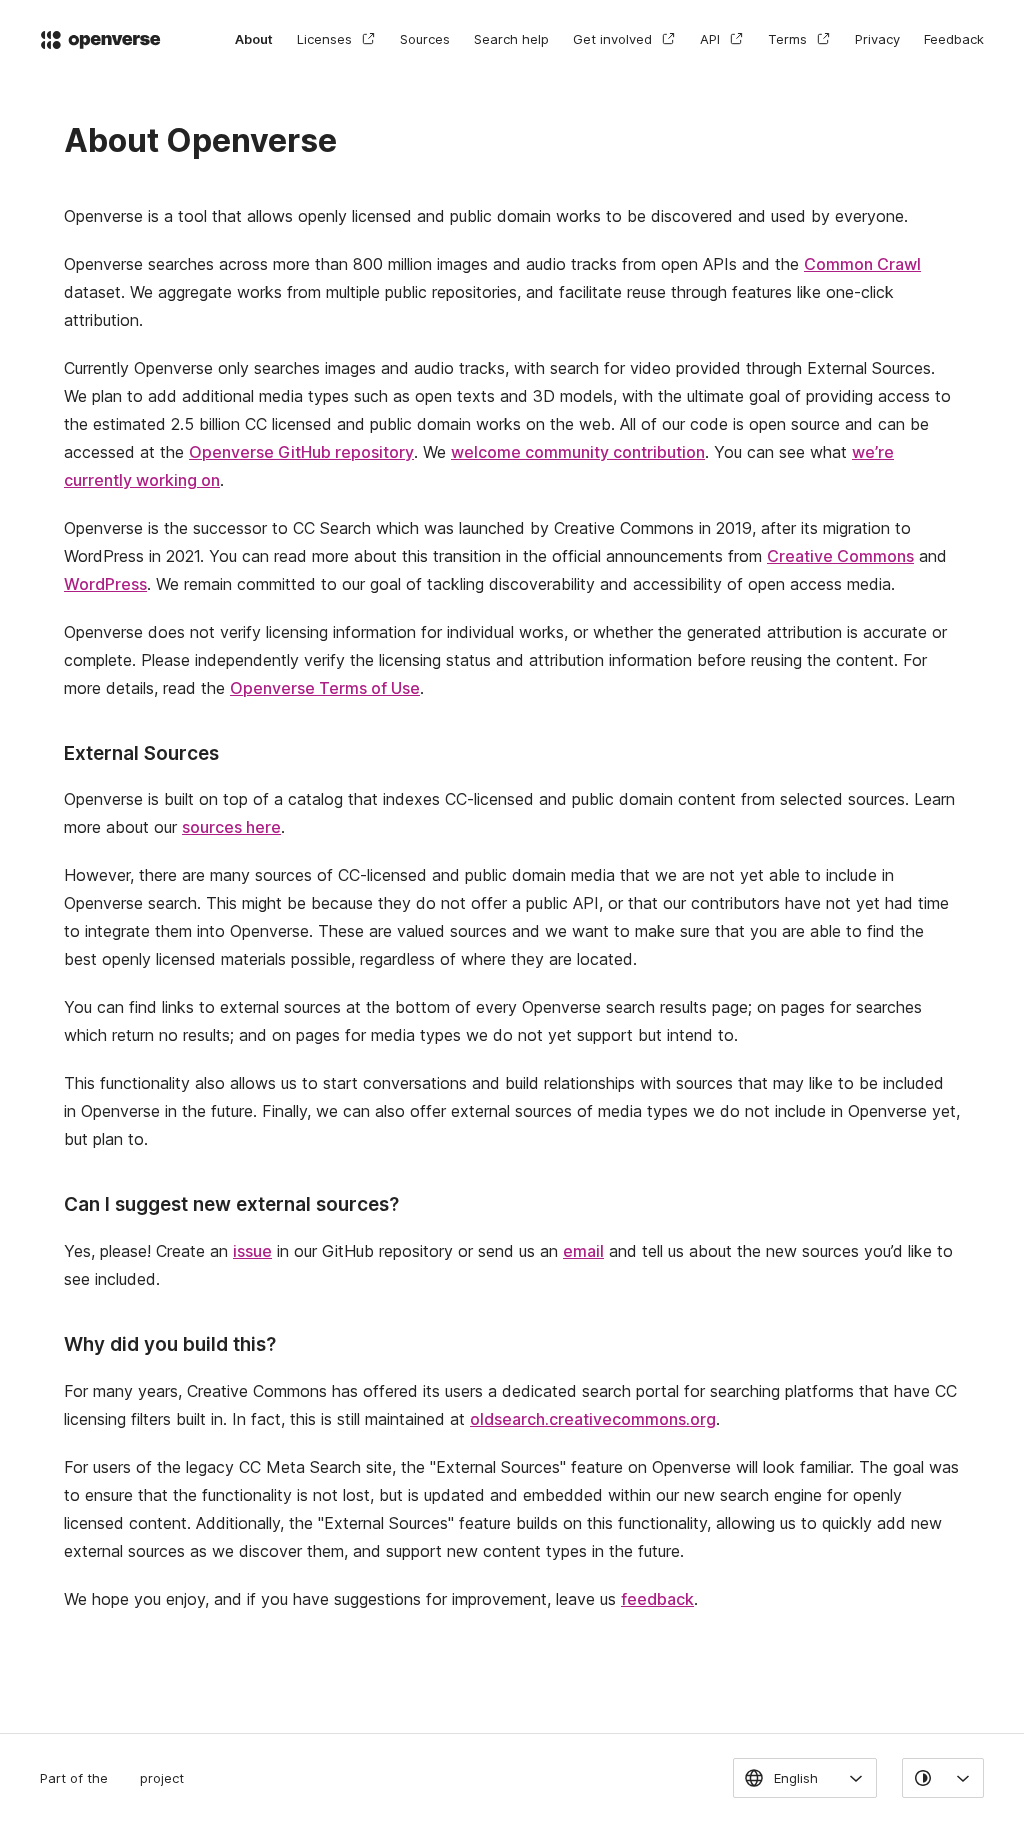 openverse About Licenses Sources Search help Get involved API Terms Privacy Feedback
About Openverse
Openverse is a tool that allows openly licensed and public domain works to be discovered and used by everyone.
Openverse searches across more than 800 million images and audio tracks from open APIs and the Common Crawl
dataset. We aggregate works from multiple public repositories, and facilitate reuse through features like one-click
attribution.
Currently Openverse only searches images and audio tracks, with search for video provided through External Sources.
We plan to add additional media types such as open texts and 3D models, with the ultimate goal of providing access to
the estimated 2.5 billion CC licensed and public domain works on the web. All of our code is open source and can be
accessed at the Openverse GitHub repository. We welcome community contribution. You can see what we’re
currently working on.
Openverse is the successor to CC Search which was launched by Creative Commons in 2019, after its migration to
WordPress in 2021. You can read more about this transition in the official announcements from Creative Commons and
WordPress. We remain committed to our goal of tackling discoverability and accessibility of open access media.
Openverse does not verify licensing information for individual works, or whether the generated attribution is accurate or
complete. Please independently verify the licensing status and attribution information before reusing the content. For
more details, read the Openverse Terms of Use.
External Sources
Openverse is built on top of a catalog that indexes CC-licensed and public domain content from selected sources. Learn
more about our sources here.
However, there are many sources of CC-licensed and public domain media that we are not yet able to include in
Openverse search. This might be because they do not offer a public API, or that our contributors have not yet had time
to integrate them into Openverse. These are valued sources and we want to make sure that you are able to find the
best openly licensed materials possible, regardless of where they are located.
You can find links to external sources at the bottom of every Openverse search results page; on pages for searches
which return no results; and on pages for media types we do not yet support but intend to.
This functionality also allows us to start conversations and build relationships with sources that may like to be included
in Openverse in the future. Finally, we can also offer external sources of media types we do not include in Openverse yet,
but plan to.
Can I suggest new external sources?
Yes, please! Create an issue in our GitHub repository or send us an email and tell us about the new sources you’d like to
see included.
Why did you build this?
For many years, Creative Commons has offered its users a dedicated search portal for searching platforms that have CC
licensing filters built in. In fact, this is still maintained at oldsearch.creativecommons.org.
For users of the legacy CC Meta Search site, the "External Sources" feature on Openverse will look familiar. The goal was
to ensure that the functionality is not lost, but is updated and embedded within our new search engine for openly
licensed content. Additionally, the "External Sources" feature builds on this functionality, allowing us to quickly add new
external sources as we discover them, and support new content types in the future.
We hope you enjoy, and if you have suggestions for improvement, leave us feedback.
Part of the project English